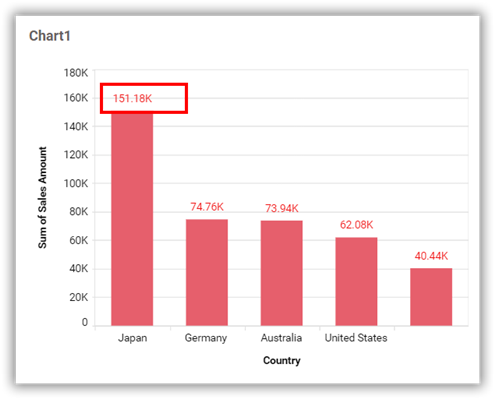 Chart1
180K
160K
140K
120K
100K
80K
60K
40K
20K
0
Sum of Sales Amount
151.18K
74.76K
73.94K
62.08K
40.44K
Japan
Germany
Australia
United States
Country